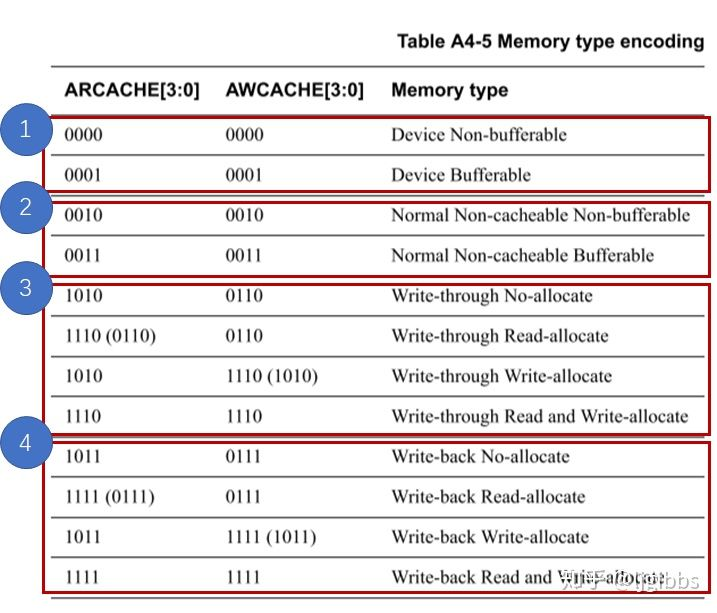 Table A4-5 Memory type encoding
ARCACHE[3:0] AWCACHE[3:0] Memory type
1
0000 0000 Device Non-bufferable
0001 0001 Device Bufferable
2
0010 0010 Normal Non-cacheable Non-bufferable
0011 0011 Normal Non-cacheable Bufferable
3
1010 0110 Write-through No-allocate
1110 (0110) 0110 Write-through Read-allocate
1010 1110 (1010) Write-through Write-allocate
1110 1110 Write-through Read and Write-allocate
4
1011 0111 Write-back No-allocate
1111 (0111) 0111 Write-back Read-allocate
1011 1111 (1011) Write-back Write-allocate
1111 1111 Write-back Read and Write-allocate
知乎